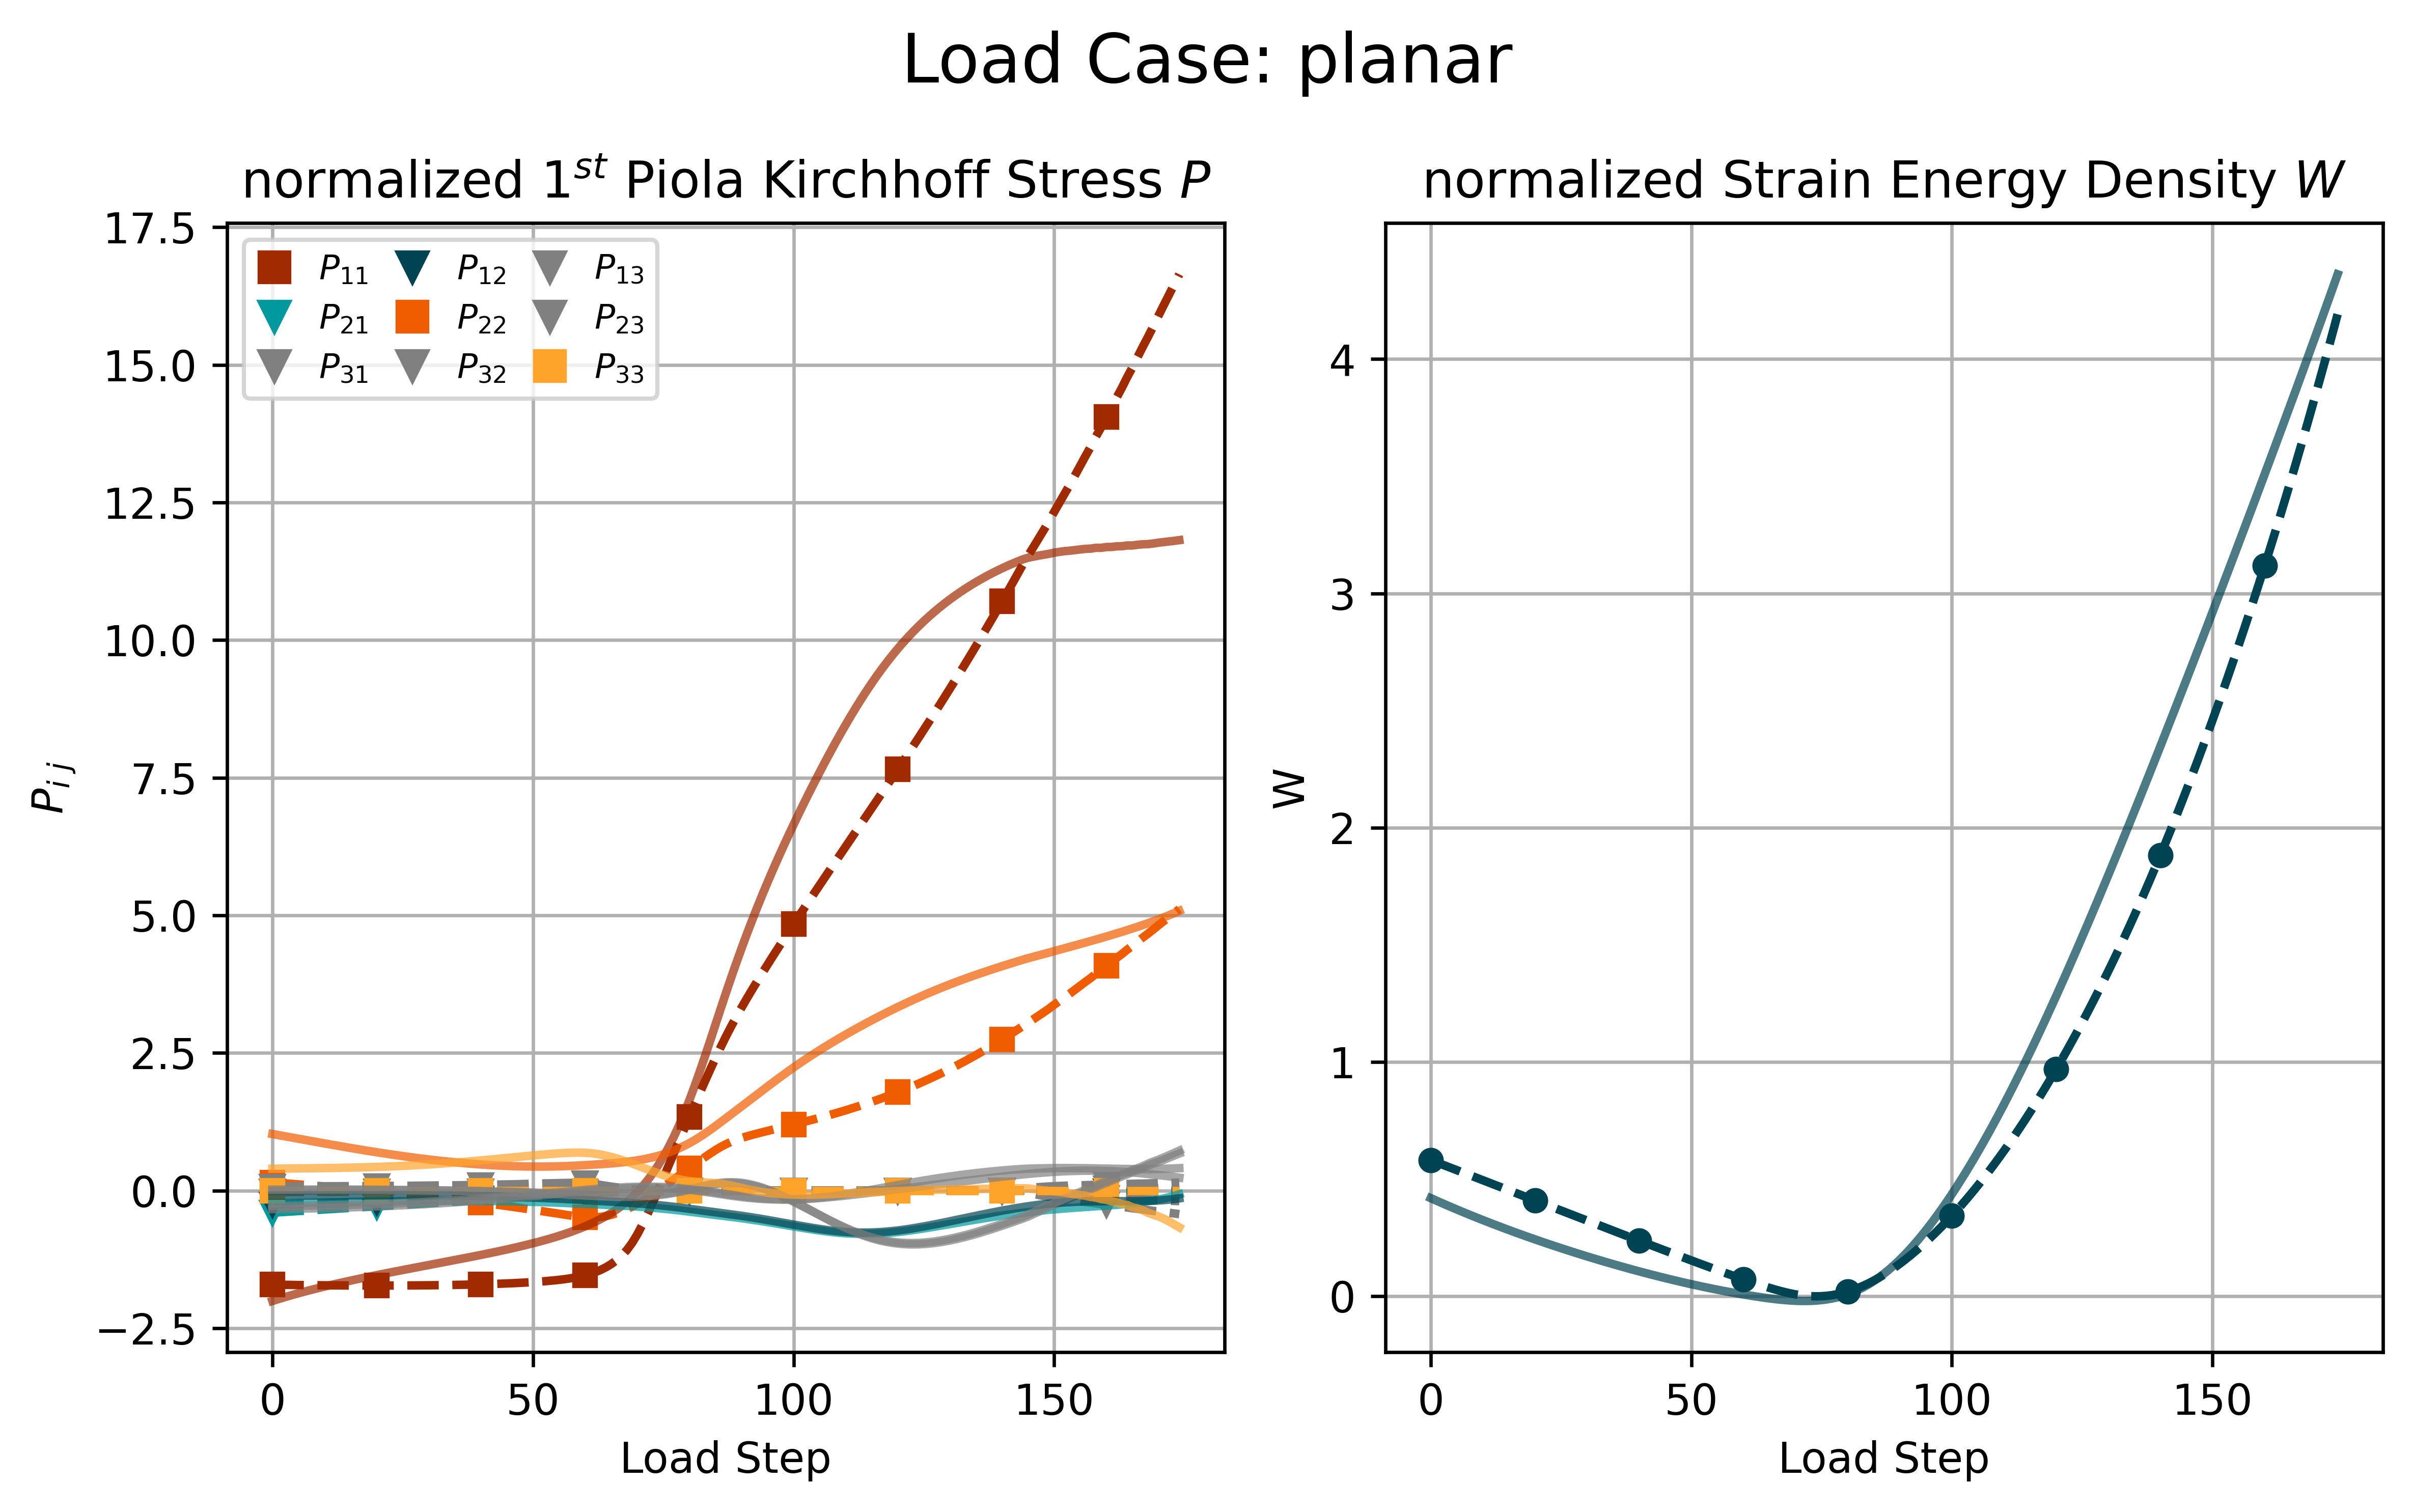 Load Case: planar
normalized 1st Piola Kirchhoff Stress P
17.5
15.0
12.5
10.0
7.5
5.0
2.5
0.0
−2.5
P11 P12 P13
P21 P22 P23
P31 P32 P33
Pi j
0 50 100 150
Load Step
normalized Strain Energy Density W
4
3
2
1
0
W
0 50 100 150
Load Step